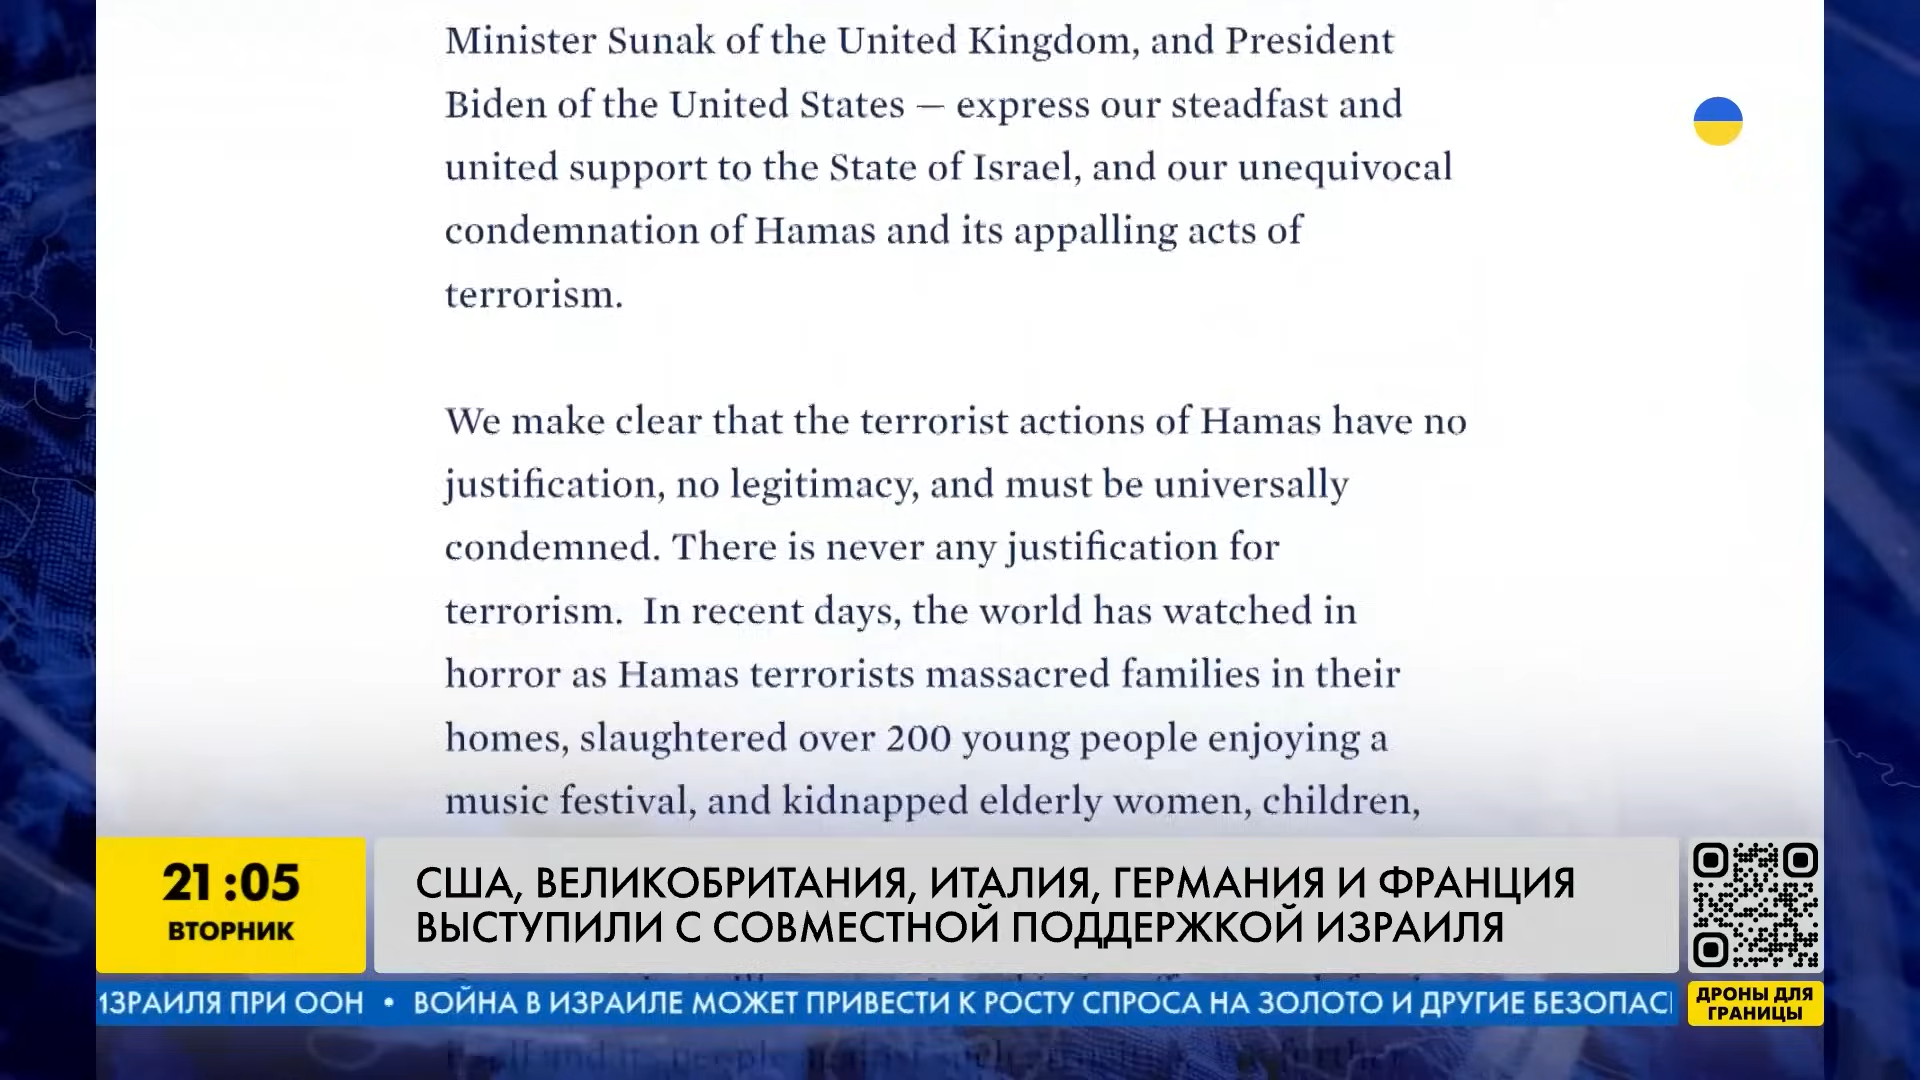 Minister Sunak of the United Kingdom, and President
Biden of the United States — express our steadfast and
united support to the State of Israel, and our unequivocal
condemnation of Hamas and its appalling acts of
terrorism.
We make clear that the terrorist actions of Hamas have no
justification, no legitimacy, and must be universally
condemned. There is never any justification for
terrorism.  In recent days, the world has watched in
horror as Hamas terrorists massacred families in their
homes, slaughtered over 200 young people enjoying a
music festival, and kidnapped elderly women, children,
21:05
ВТОРНИК
США, ВЕЛИКОБРИТАНИЯ, ИТАЛИЯ, ГЕРМАНИЯ И ФРАНЦИЯ
ВЫСТУПИЛИ С СОВМЕСТНОЙ ПОДДЕРЖКОЙ ИЗРАИЛЯ
ИЗРАИЛЯ ПРИ ООН • ВОЙНА В ИЗРАИЛЕ МОЖЕТ ПРИВЕСТИ К РОСТУ СПРОСА НА ЗОЛОТО И ДРУГИЕ БЕЗОПАС
ДРОНЫ ДЛЯ
ГРАНИЦЫ